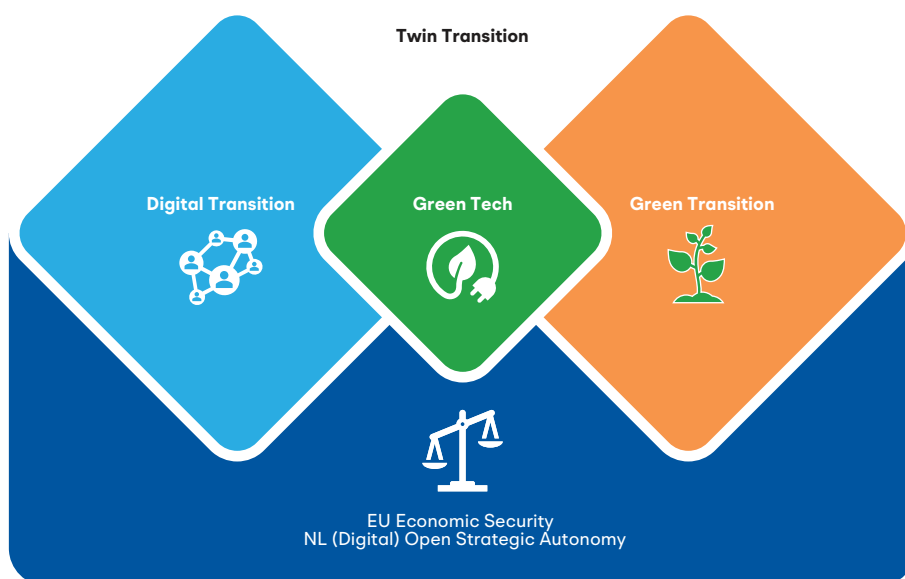 Twin Transition
Digital Transition
Green Tech
Green Transition
EU Economic Security
NL (Digital) Open Strategic Autonomy